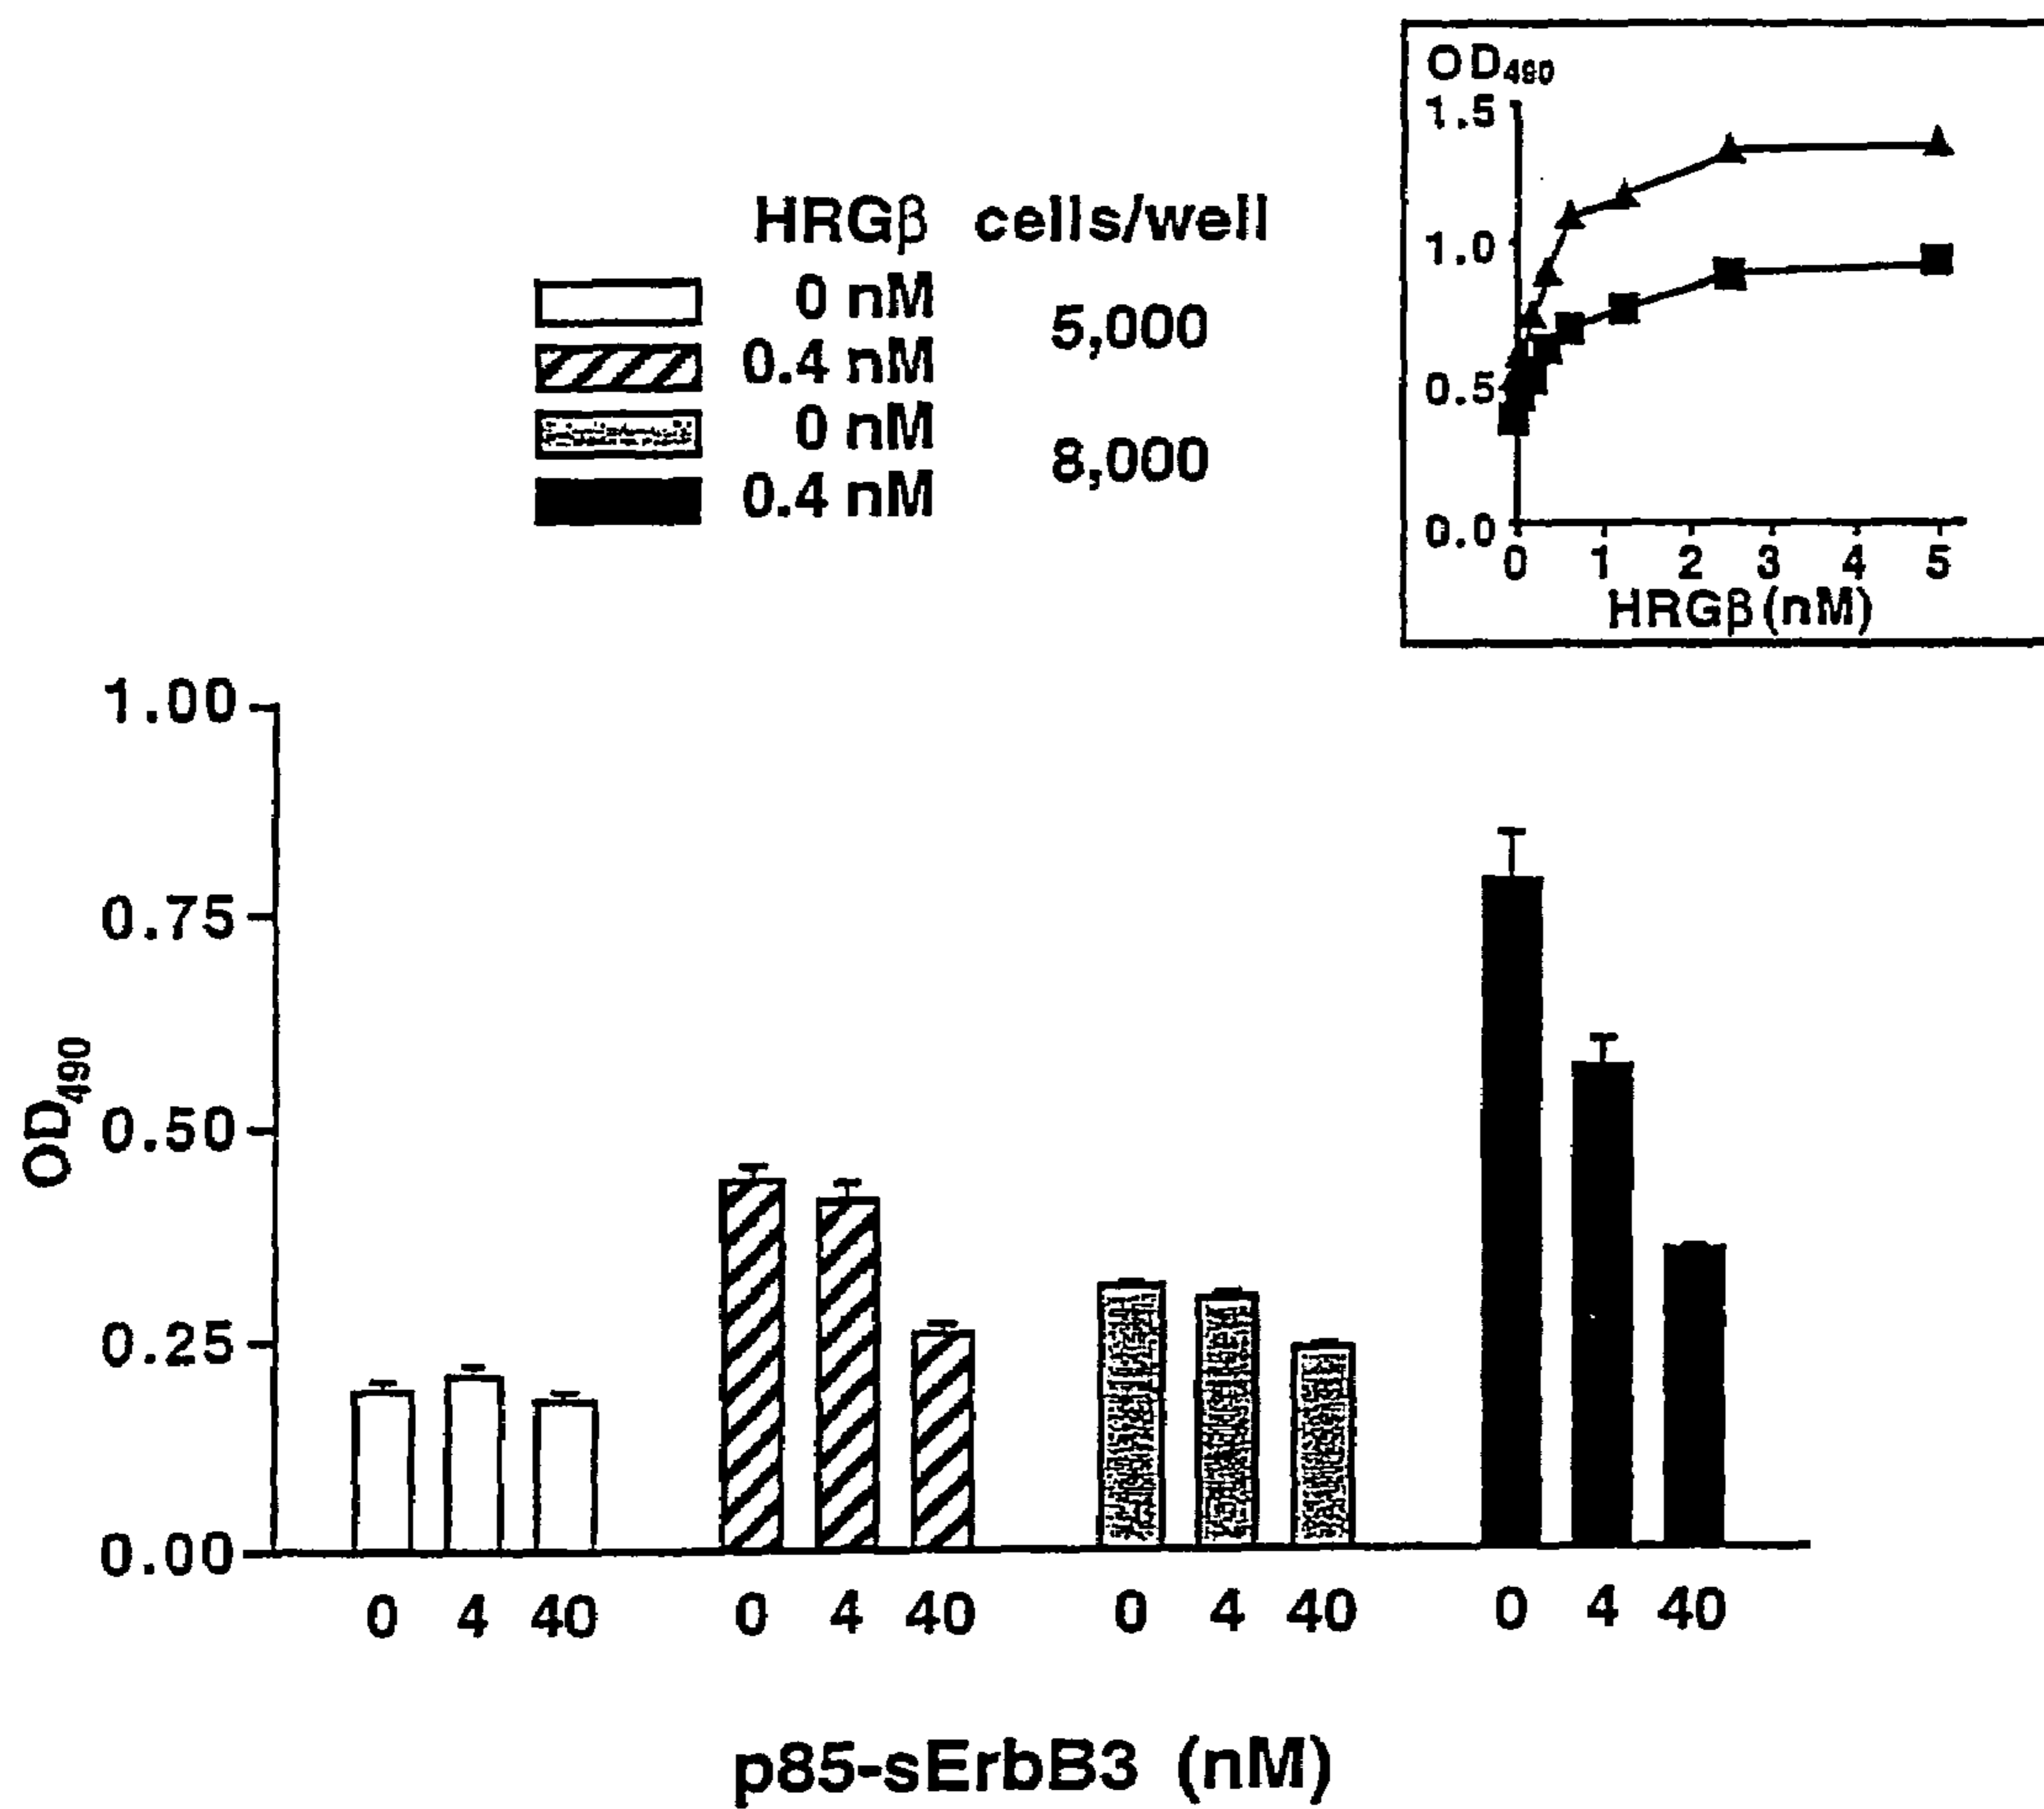 HRGβ cells/well
0 nM
5,000
0.4 nM
0 nM
8,000
0.4 nM
OD490
1.5
1.0
0.5
0.0
0 1 2 3 4 5
HRGβ(nM)
1.00
0.75
0.50
0.25
0.00
OD490
0 4 40 0 4 40 0 4 40 0 4 40
p85-sErbB3 (nM)